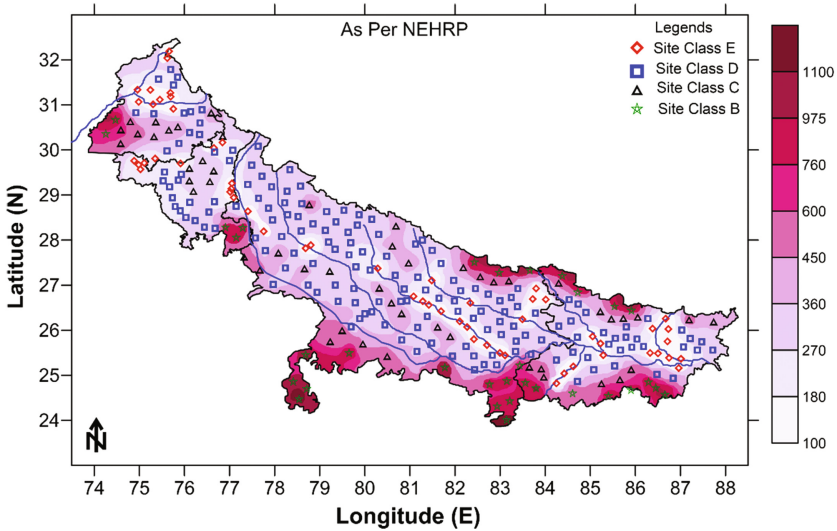 As Per NEHRP
Legends
Site Class E
Site Class D
Site Class C
Site Class B
Latitude (N)
32
31
30
29
28
27
26
25
24
N
74 75 76 77 78 79 80 81 82 83 84 85 86 87 88
Longitude (E)
1100
975
760
600
450
360
270
180
100